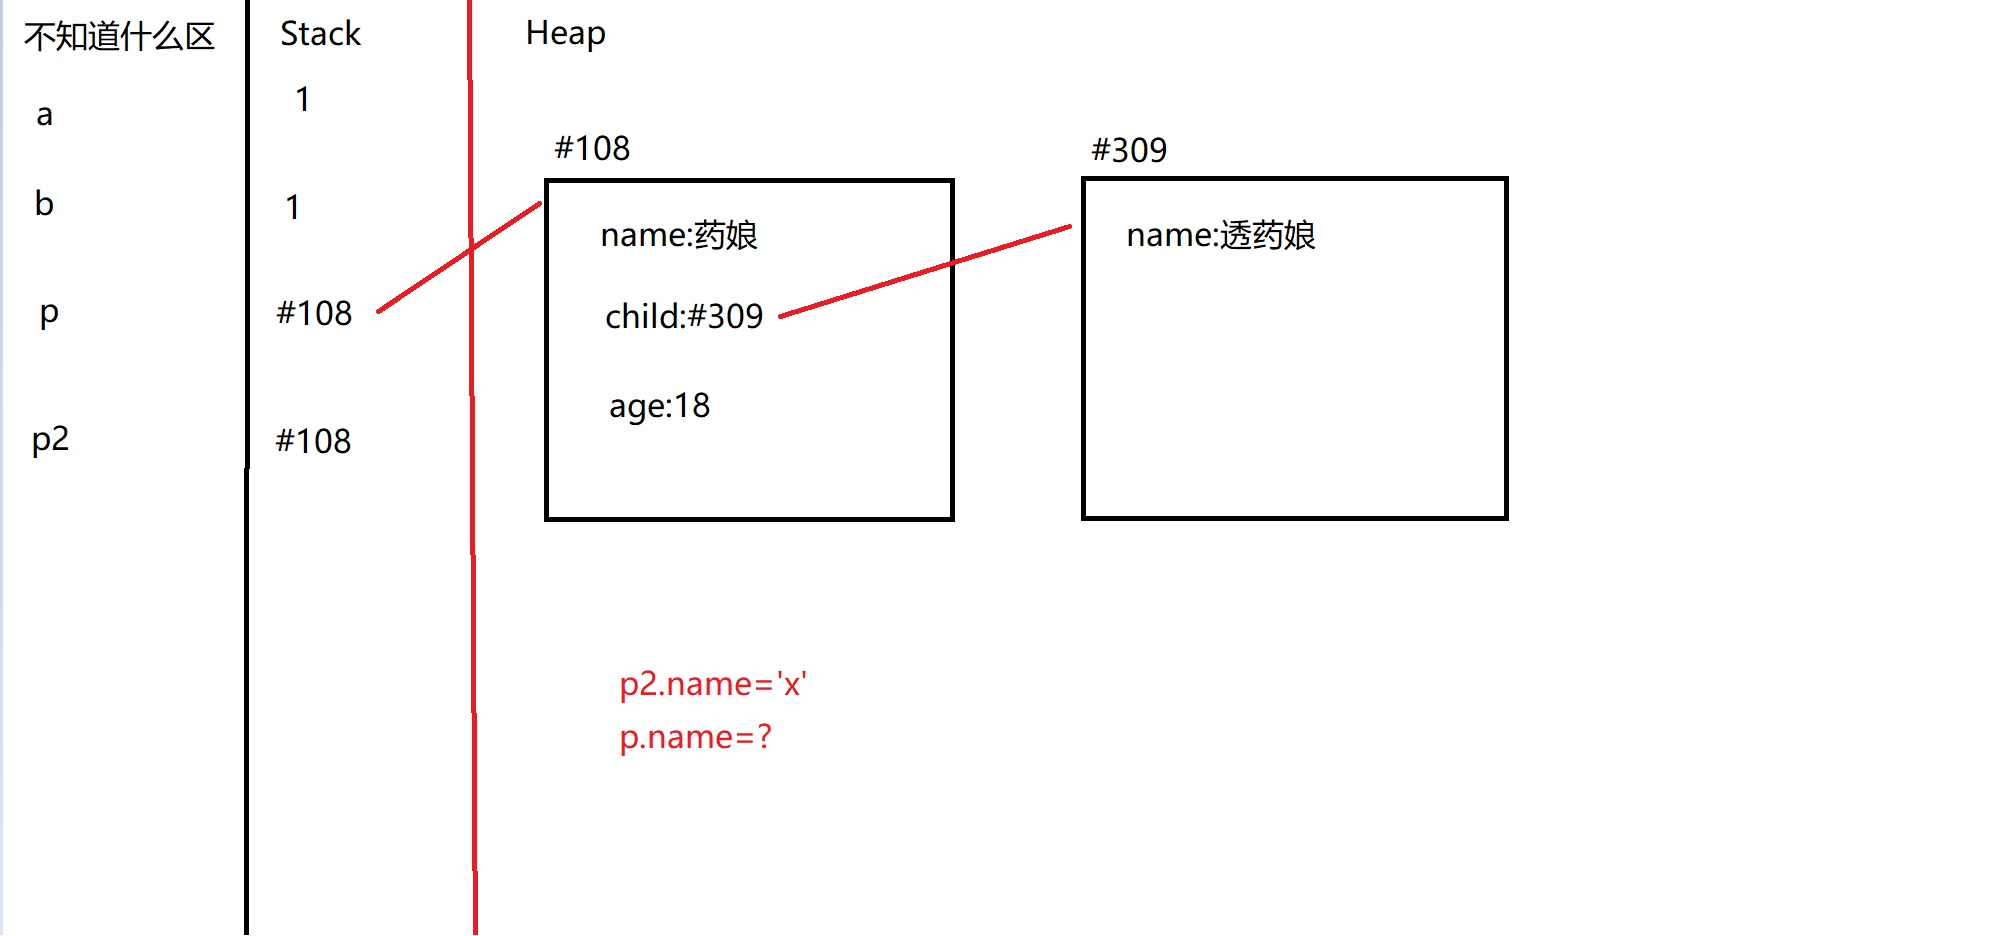 不知道什么区
Stack
Heap
a
1
b
1
p
#108
p2
#108
#108
name:药娘
child:#309
age:18
#309
name:透药娘
p2.name='x'
p.name=?